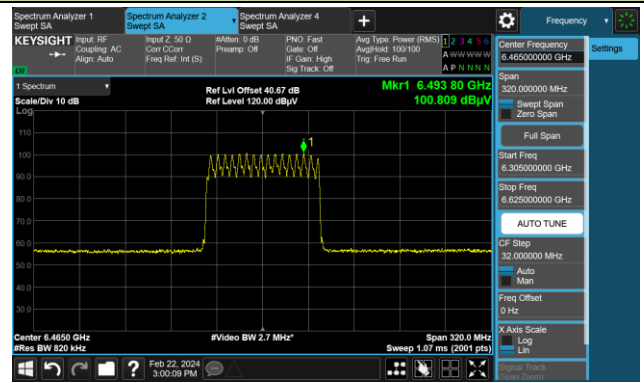 Spectrum Analyzer 1
Swept SA
Spectrum Analyzer 2
Swept SA
Spectrum Analyzer 4
Swept SA
+
Frequency
KEYSIGHT
Input: RF
Coupling: AC
Align: Auto
Input Z: 50 Ω
Corr CCorr
Freq Ref: Int (S)
#Atten: 0 dB
Preamp: Off
PNO: Fast
Gate: Off
IF Gain: High
Sig Track: Off
Avg Type: Power (RMS)
Avg|Hold: 100/100
Trig: Free Run
1 2 3 4 5 6
A W W W W W
A P N N N N
1 Spectrum
Scale/Div 10 dB
Log
Ref Lvl Offset 40.67 dB
Ref Level 120.00 dBµV
Mkr1 6.493 80 GHz
100.809 dBµV
1
110
100
90.0
80.0
70.0
60.0
50.0
40.0
30.0
Center 6.4650 GHz
#Res BW 820 kHz
#Video BW 2.7 MHz*
Span 320.0 MHz
Sweep 1.07 ms (2001 pts)
Feb 22, 2024
3:00:09 PM
Center Frequency
6.465000000 GHz
Settings
Span
320.000000 MHz
Swept Span
Zero Span
Full Span
Start Freq
6.305000000 GHz
Stop Freq
6.625000000 GHz
AUTO TUNE
CF Step
32.000000 MHz
Auto
Man
Freq Offset
0 Hz
X Axis Scale
Log
Lin
Signal Track
(Span Zoom)